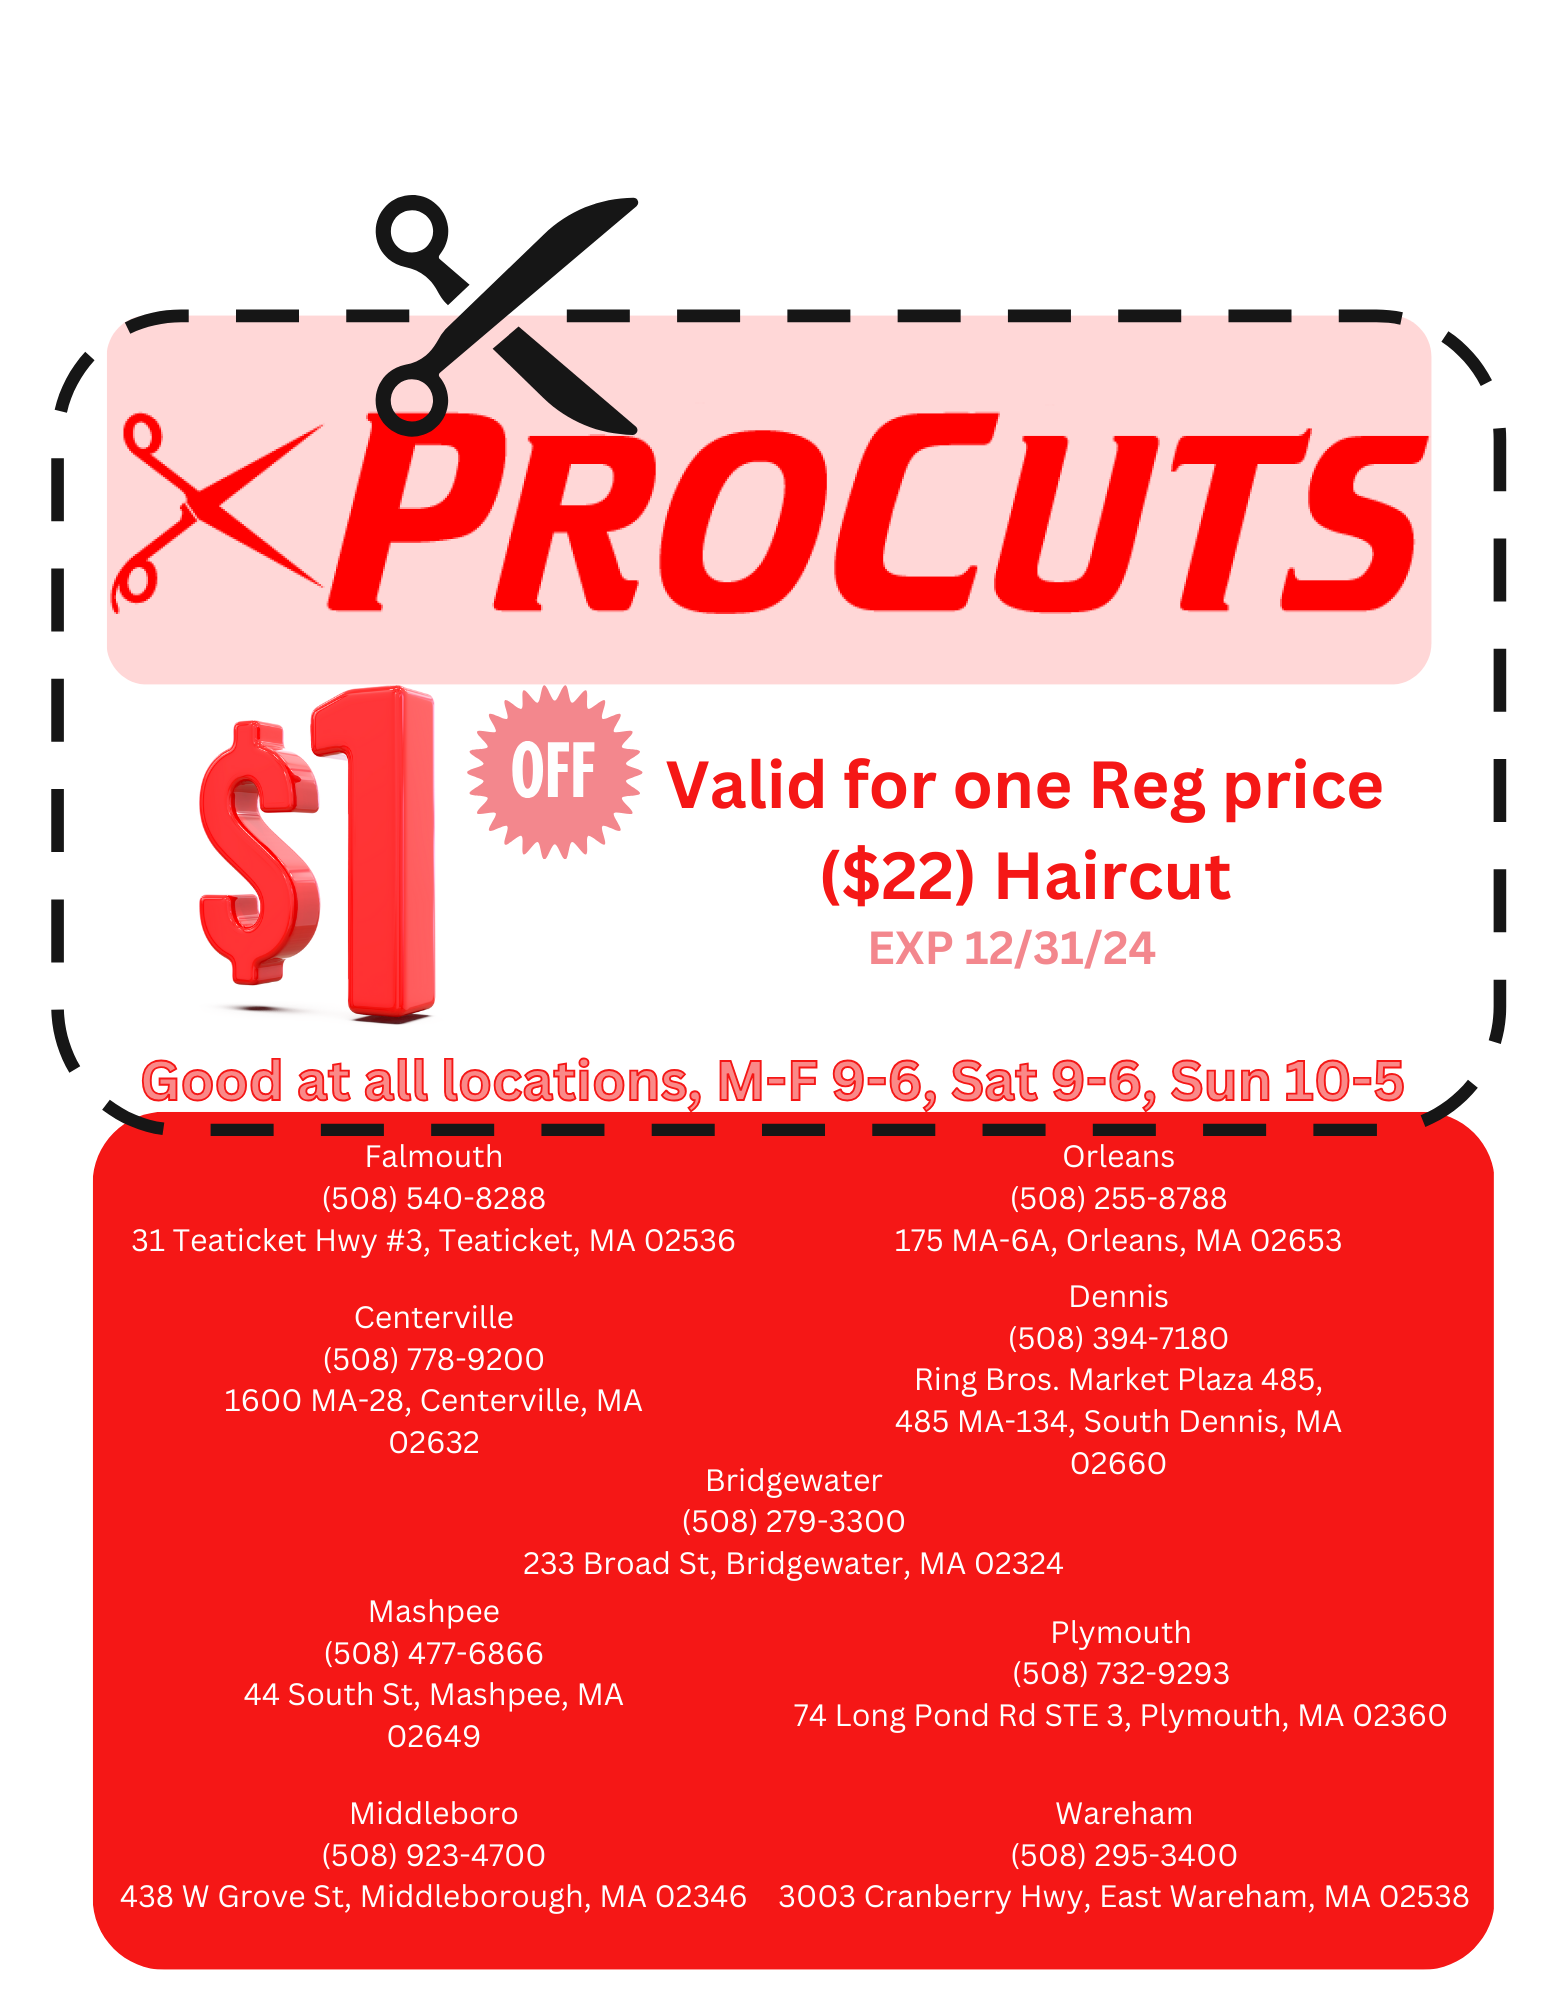 PROCUTS
$1
OFF
Valid for one Reg price
($22) Haircut
EXP 12/31/24
Good at all locations, M-F 9-6, Sat 9-6, Sun 10-5
Falmouth
(508) 540-8288
31 Teaticket Hwy #3, Teaticket, MA 02536
Orleans
(508) 255-8788
175 MA-6A, Orleans, MA 02653
Centerville
(508) 778-9200
1600 MA-28, Centerville, MA
02632
Dennis
(508) 394-7180
Ring Bros. Market Plaza 485,
485 MA-134, South Dennis, MA
02660
Bridgewater
(508) 279-3300
233 Broad St, Bridgewater, MA 02324
Mashpee
(508) 477-6866
44 South St, Mashpee, MA
02649
Plymouth
(508) 732-9293
74 Long Pond Rd STE 3, Plymouth, MA 02360
Middleboro
(508) 923-4700
438 W Grove St, Middleborough, MA 02346
Wareham
(508) 295-3400
3003 Cranberry Hwy, East Wareham, MA 02538